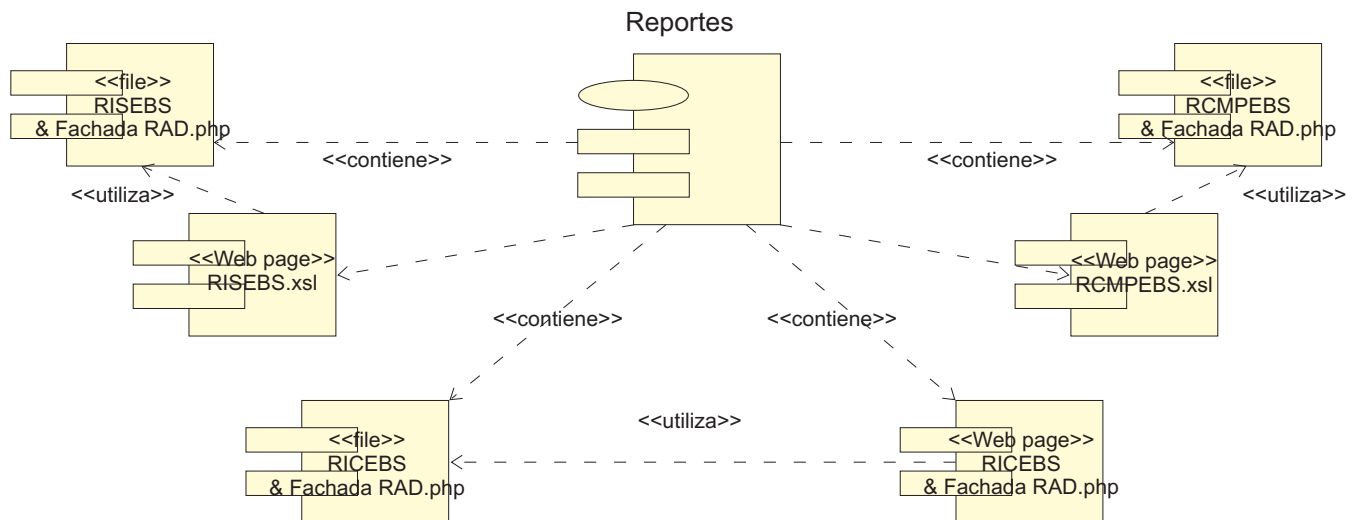 Reportes
<<file>>
RISEBS
& Fachada RAD.php
<<file>>
RCMPEBS
& Fachada RAD.php
<<contiene>>
<<contiene>>
<<utiliza>>
<<utiliza>>
<<Web page>>
RISEBS.xsl
<<Web page>>
RCMPEBS.xsl
<<contiene>>
<<contiene>>
<<utiliza>>
<<file>>
RICEBS
& Fachada RAD.php
<<Web page>>
RICEBS
& Fachada RAD.php